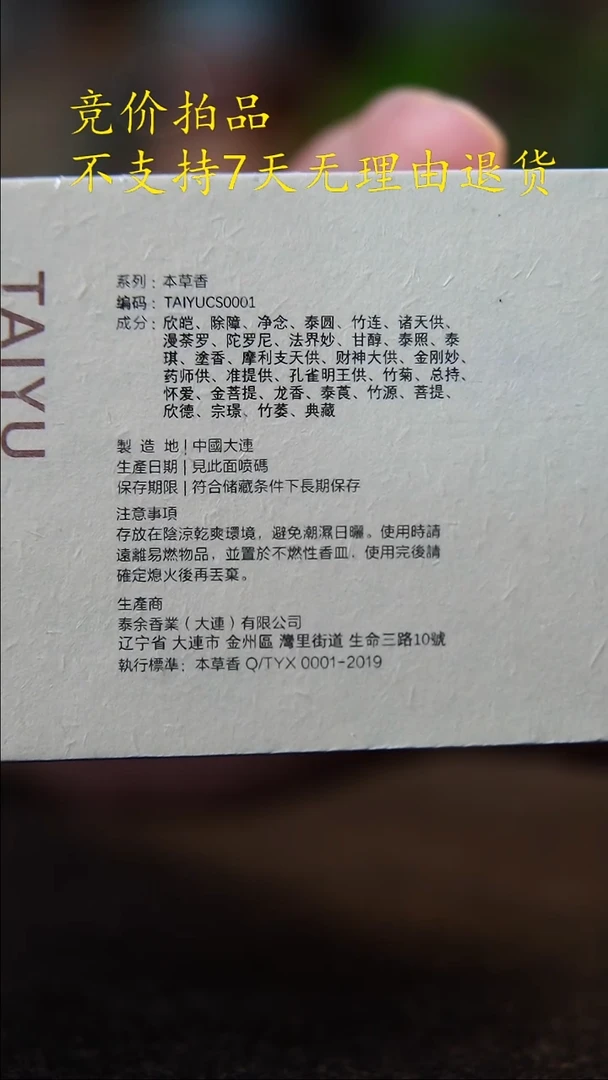 竞价拍品
不支持7天无理由退货
TAIYU
系列：本草香
编码：TAIYUCS0001
成分：欣皑、除障、净念、泰圆、竹连、诸天供、
漫荼罗、陀罗尼、法界妙、甘醇、泰照、泰
琪、塗香、摩利支天供、财神大供、金刚妙、
药师供、准提供、孔雀明王供、竹菊、总持、
怀爱、金菩提、龙香、泰茛、竹源、菩提、
欣德、宗璟、竹蒌、典藏
製 造 地 | 中國大連
生產日期 | 見此面喷碼
保存期限 | 符合储藏条件下長期保存
注意事項
存放在陰涼乾爽環境，避免潮濕日曬。使用時請
遠離易燃物品，並置於不燃性香皿，使用完後請
確定熄火後再丟棄。
生產商
泰余香業（大連）有限公司
辽宁省 大連市 金州區 灣里街道 生命三路10號
執行標準：本草香 Q/TYX 0001-2019